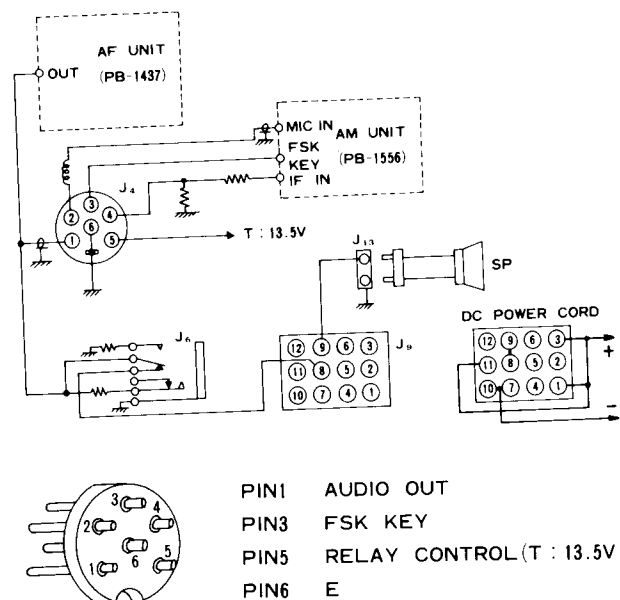 AF UNIT
OUT (PB-1437)
MIC IN AM UNIT
FSK
KEY (PB-1556)
IF IN
J4
3
2 4
6
1 5
T : 13.5V
J13
SP
DC POWER CORD
J6
12 9 6 3 J9
11 8 5 2
10 7 4 1
12 9 6 3
+
11 8 5 2
10 7 4 1
-
3 4
2
1 6 5
PIN1 AUDIO OUT
PIN3 FSK KEY
PIN5 RELAY CONTROL(T : 13.5V
PIN6 E